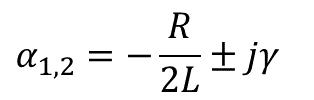 α₁,₂ = −R/2L ± jγ